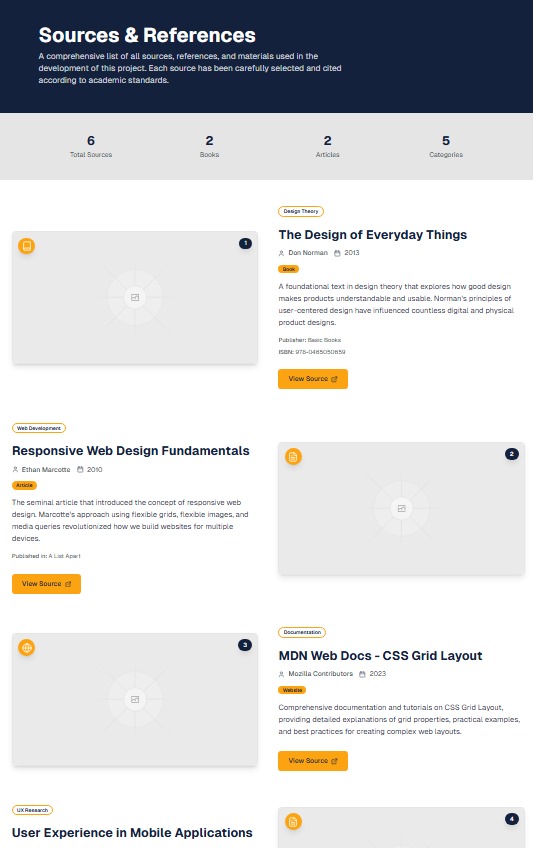 Sources & References
A comprehensive list of all sources, references, and materials used in the
development of this project. Each source has been carefully selected and cited
according to academic standards.
6
Total Sources
2
Books
2
Articles
5
Categories
1
Design Theory
The Design of Everyday Things
Don Norman 2013
Book
A foundational text in design theory that explores how good design
makes products understandable and usable. Norman's principles of
user-centered design have influenced countless digital and physical
product designs.
Publisher: Basic Books
ISBN: 978-0465050659
View Source
Web Development
Responsive Web Design Fundamentals
Ethan Marcotte 2010
Article
The seminal article that introduced the concept of responsive web
design. Marcotte's approach using flexible grids, flexible images, and
media queries revolutionized how we build websites for multiple
devices.
Published in: A List Apart
View Source
2
3
Documentation
MDN Web Docs - CSS Grid Layout
Mozilla Contributors 2023
Website
Comprehensive documentation and tutorials on CSS Grid Layout,
providing detailed explanations of grid properties, practical examples,
and best practices for creating complex web layouts.
View Source
UX Research
User Experience in Mobile Applications
4